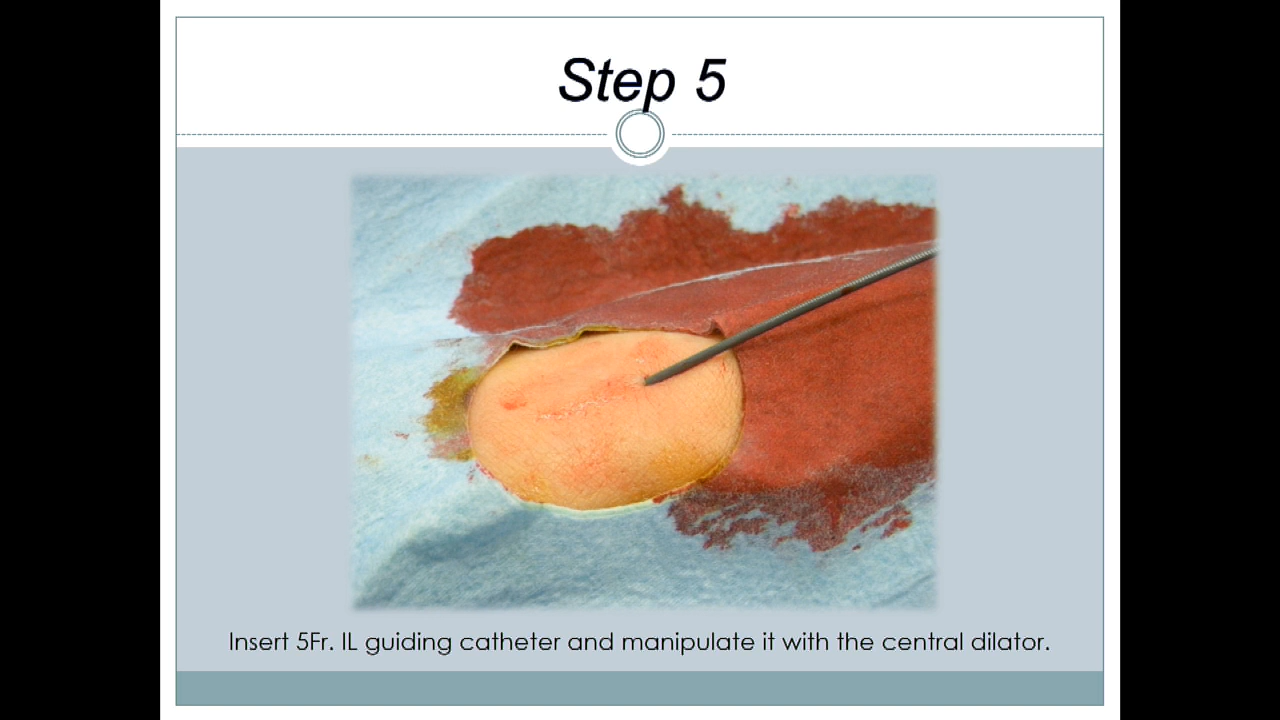 Step 5
Insert 5Fr. IL guiding catheter and manipulate it with the central dilator.